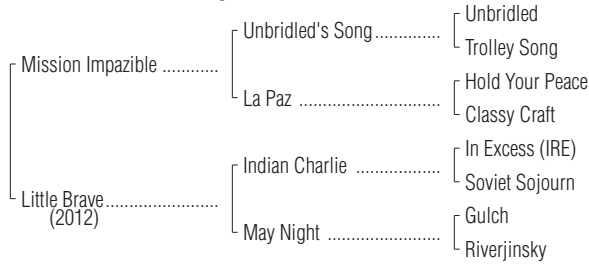 Unbridled
Unbridled's Song..............
Trolley Song
Mission Impazible ............
Hold Your Peace
La Paz ..............................
Classy Craft
In Excess (IRE)
Indian Charlie ..................
Soviet Sojourn
Little Brave........................
(2012)
Gulch
May Night ........................
Riverjinsky